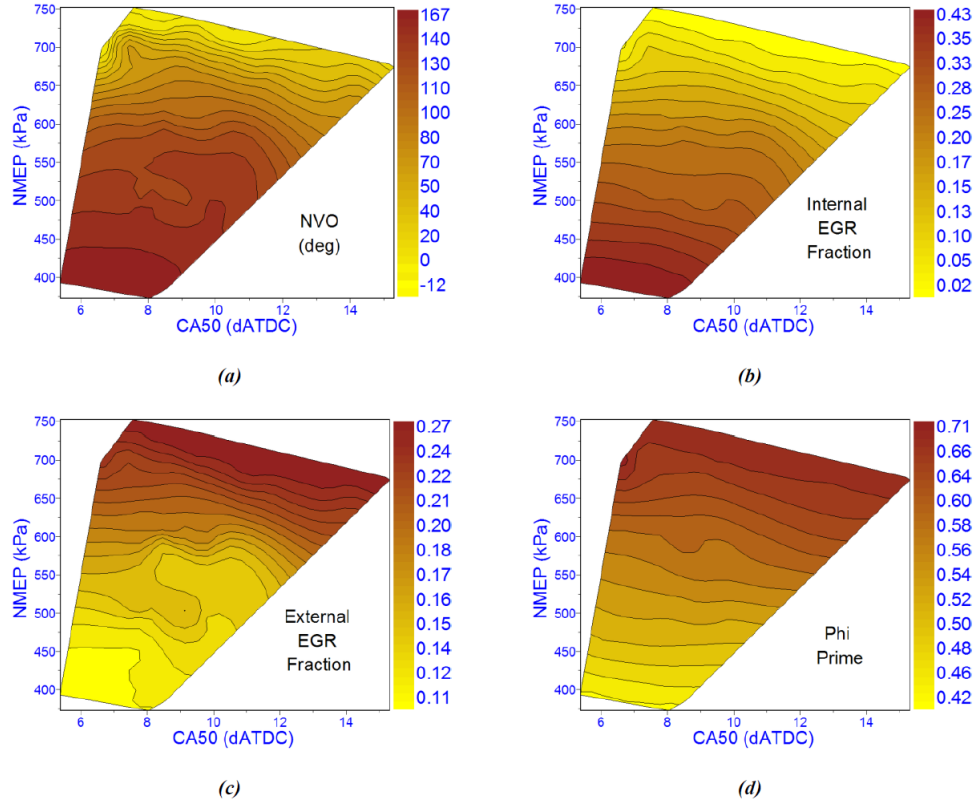 750
700
650
600
550
500
450
400
NMEP (kPa)
6 8 10 12 14
CA50 (dATDC)
NVO
(deg)
167
140
130
110
100
80
70
50
40
20
0
-12
(a)
750
700
650
600
550
500
450
400
NMEP (kPa)
6 8 10 12 14
CA50 (dATDC)
Internal
EGR
Fraction
0.43
0.35
0.33
0.28
0.25
0.20
0.17
0.13
0.10
0.05
0.02
(b)
750
700
650
600
550
500
450
400
NMEP (kPa)
6 8 10 12 14
CA50 (dATDC)
External
EGR
Fraction
0.27
0.24
0.22
0.21
0.20
0.18
0.17
0.15
0.14
0.12
0.11
(c)
750
700
650
600
550
500
450
400
NMEP (kPa)
6 8 10 12 14
CA50 (dATDC)
Phi
Prime
0.71
0.66
0.64
0.60
0.58
0.56
0.52
0.50
0.48
0.44
0.42
(d)